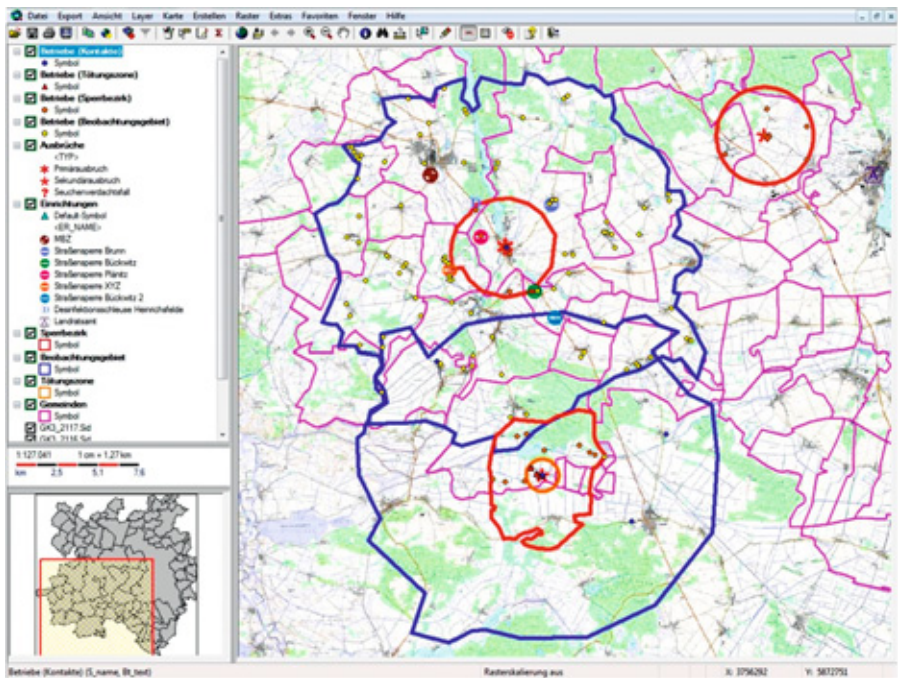 Datei Export Ansicht Layer Karte Erstellen Raster Extras Favoriten Fenster Hilfe
Betriebe (Kontakte)
Symbol
Betriebe (Tötungszone)
Symbol
Betriebe (Sperrbezirk)
Symbol
Betriebe (Beobachtungsgebiet)
Symbol
Ausbrüche
<TYP>
Primärausbruch
Sekundärausbruch
Seuchenverdachtsfall
Einrichtungen
Default-Symbol
<ER_NAME>
MBZ
Straßensperre Brunn
Straßensperre Bückwitz
Straßensperre Plänitz
Straßensperre XYZ
Straßensperre Bückwitz 2
Desinfektionsschleuse Heinrichsfelde
Landratsamt
Sperrbezirk
Symbol
Beobachtungsgebiet
Symbol
Tötungszone
Symbol
Gemeinden
Symbol
GK3_2117.Sid
GK3_2116.Sid
1:127.041 1 cm = 1,27 km
km 2,5 5,1 7,6
Betriebe (Kontakte) (S_name, Bt_text) Rasterskalierung aus X: 3756292 Y: 5872751